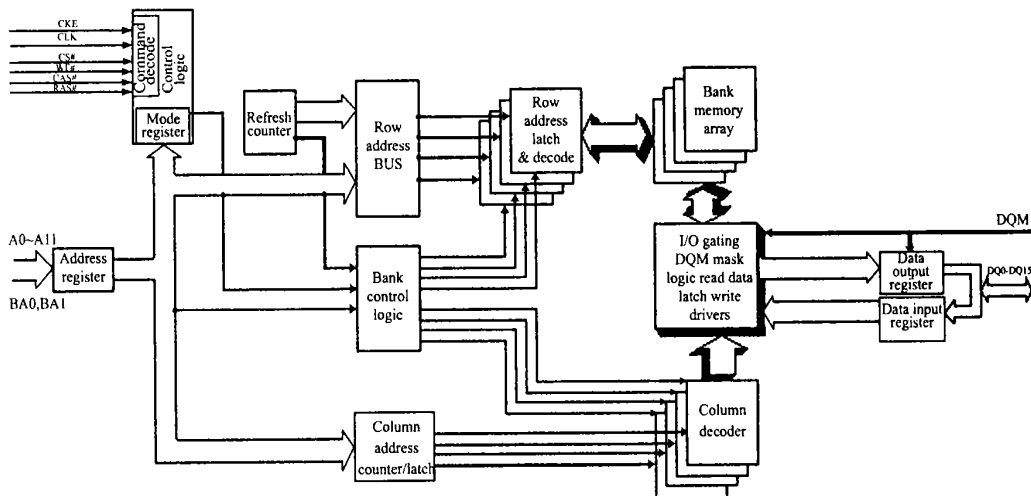 CKE
CLK
CS#
WE#
CAS#
RAS#
Command
decode
Control
logic
Mode
register
Refresh
counter
Row
address
BUS
Row
address
latch
& decode
Bank
memory
array
A0~A11
BA0,BA1
Address
register
Bank
control
logic
I/O gating
DQM mask
logic read data
latch write
drivers
DQM
Data
output
register
DQ0-DQ15
Data input
register
Column
address
counter/latch
Column
decoder